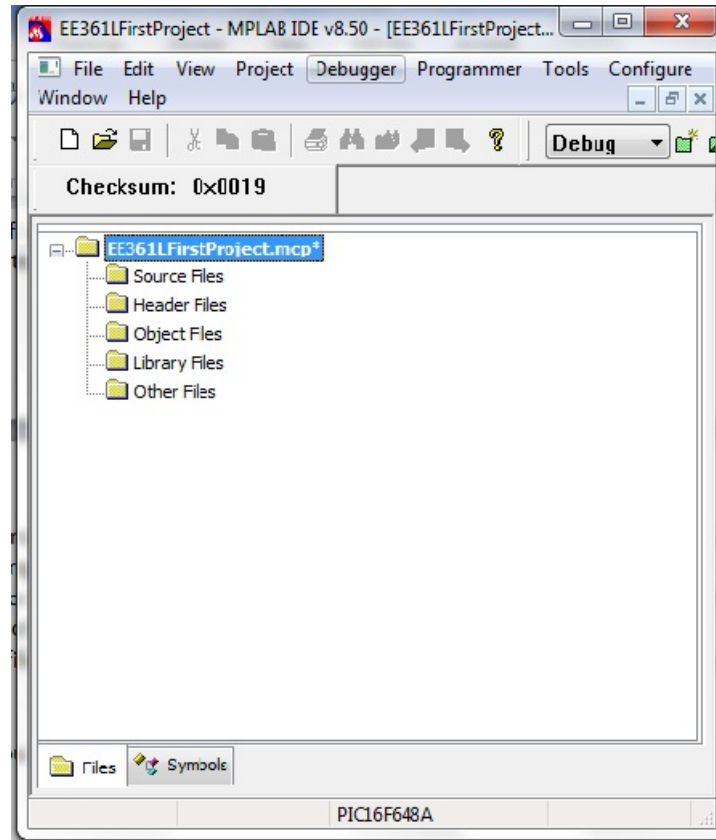 EE361LFirstProject - MPLAB IDE v8.50 - [EE361LFirstProject...
File Edit View Project Debugger Programmer Tools Configure
Window Help
Debug
Checksum: 0x0019
EE361LFirstProject.mcp*
Source Files
Header Files
Object Files
Library Files
Other Files
Files Symbols
PIC16F648A